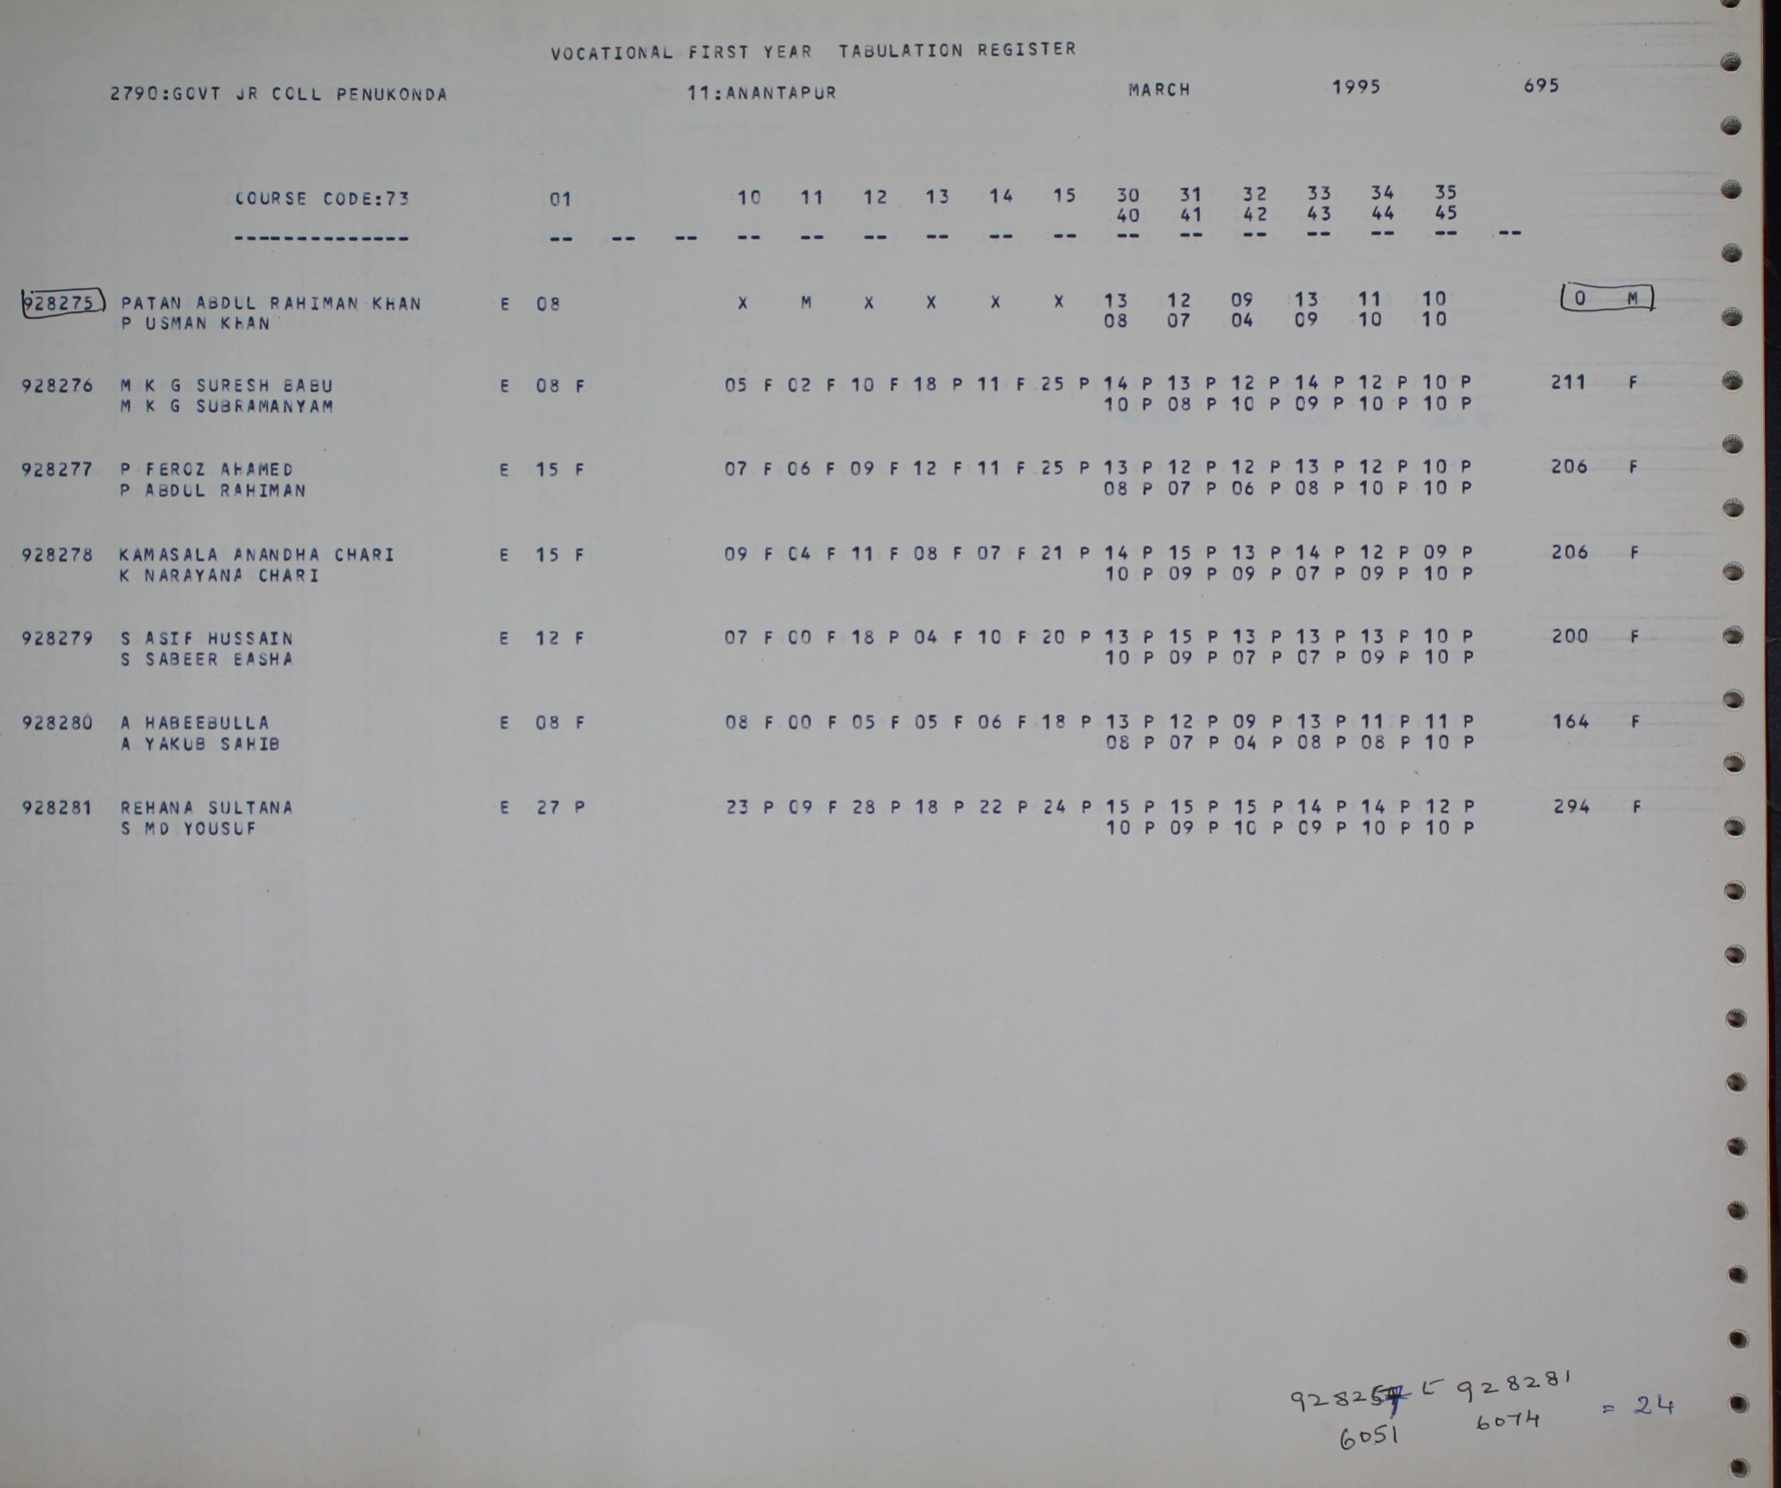 VOCATIONAL FIRST YEAR TABULATION REGISTER
2790:GOVT JR COLL PENUKONDA 11:ANANTAPUR MARCH 1995 695
COURSE CODE:73 01 10 11 12 13 14 15 30 31 32 33 34 35
40 41 42 43 44 45
-------------- -- -- -- -- -- -- -- -- -- -- -- -- -- -- -- --
928275 PATAN ABDUL RAHIMAN KHAN E 08 X M X X X X 13 12 09 13 11 10 0 M
P USMAN KHAN 08 07 04 09 10 10
928276 M K G SURESH BABU E 08 F 05 F 02 F 10 F 18 P 11 F 25 P 14 P 13 P 12 P 14 P 12 P 10 P 211 F
M K G SUBRAMANYAM 10 P 08 P 10 P 09 P 10 P 10 P
928277 P FEROZ AHAMED E 15 F 07 F 06 F 09 F 12 F 11 F 25 P 13 P 12 P 12 P 13 P 12 P 10 P 206 F
P ABDUL RAHIMAN 08 P 07 P 06 P 08 P 10 P 10 P
928278 KAMASALA ANANDHA CHARI E 15 F 09 F 04 F 11 F 08 F 07 F 21 P 14 P 15 P 13 P 14 P 12 P 09 P 206 F
K NARAYANA CHARI 10 P 09 P 09 P 07 P 09 P 10 P
928279 S ASIF HUSSAIN E 12 F 07 F 00 F 18 P 04 F 10 F 20 P 13 P 15 P 13 P 13 P 13 P 10 P 200 F
S SABEER BASHA 10 P 09 P 07 P 07 P 09 P 10 P
928280 A HABEEBULLA E 08 F 08 F 00 F 05 F 05 F 06 F 18 P 13 P 12 P 09 P 13 P 11 P 11 P 164 F
A YAKUB SAHIB 08 P 07 P 04 P 08 P 08 P 10 P
928281 REHANA SULTANA E 27 P 23 P 09 F 28 P 18 P 22 P 24 P 15 P 15 P 15 P 14 P 14 P 12 P 294 F
S MD YOUSUF 10 P 09 P 10 P 09 P 10 P 10 P
928281 = 24
6051 6074